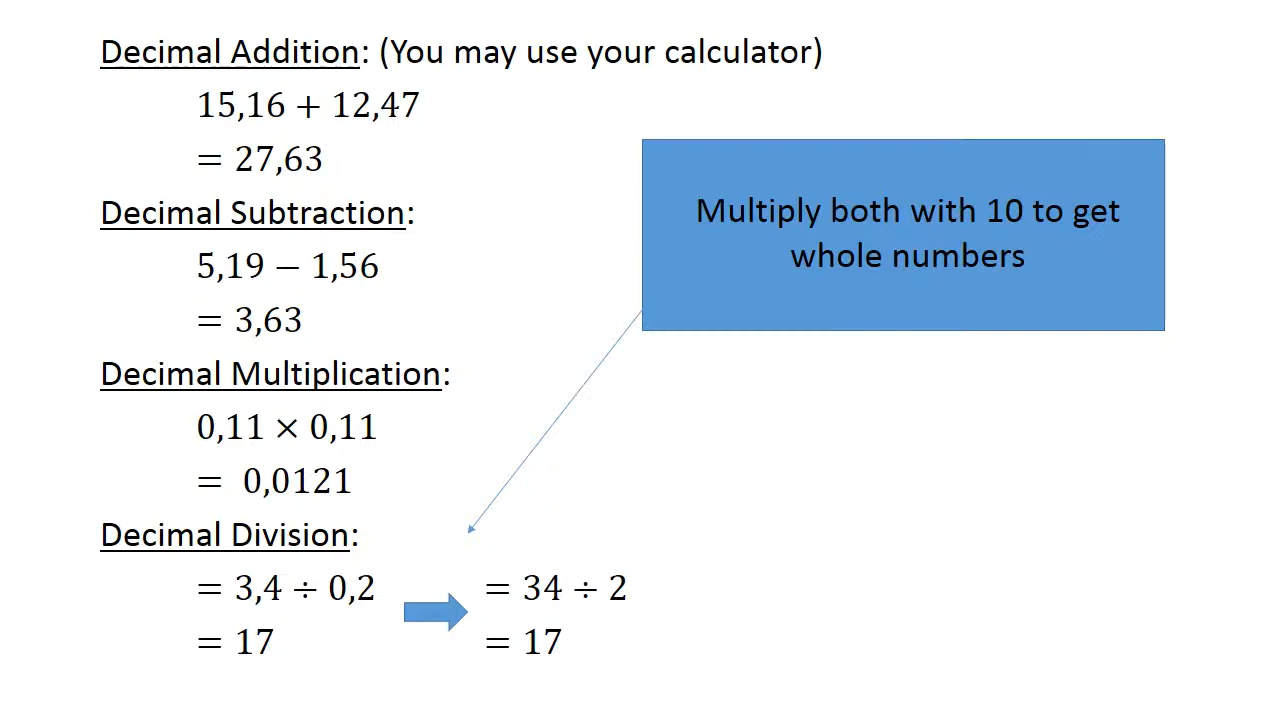 Decimal Addition: (You may use your calculator)
15,16 + 12,47
= 27,63
Decimal Subtraction:
5,19 − 1,56
= 3,63
Decimal Multiplication:
0,11 × 0,11
= 0,0121
Decimal Division:
= 3,4 ÷ 0,2
= 17
= 34 ÷ 2
= 17
Multiply both with 10 to get
whole numbers